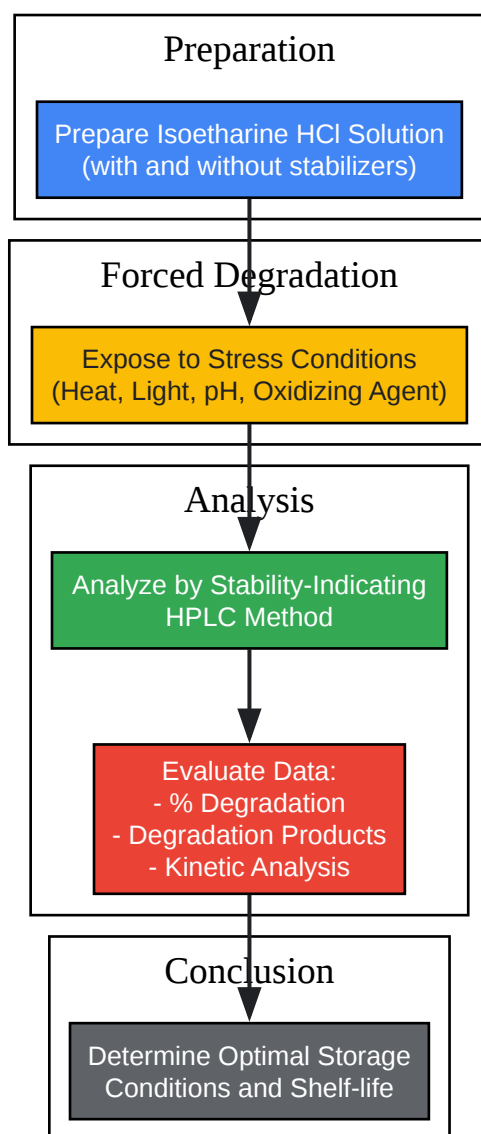 Preparation
Prepare Isoetharine HCl Solution
(with and without stabilizers)
Forced Degradation
Expose to Stress Conditions
(Heat, Light, pH, Oxidizing Agent)
Analysis
Analyze by Stability-Indicating
HPLC Method
Evaluate Data:
- % Degradation
- Degradation Products
- Kinetic Analysis
Conclusion
Determine Optimal Storage
Conditions and Shelf-life